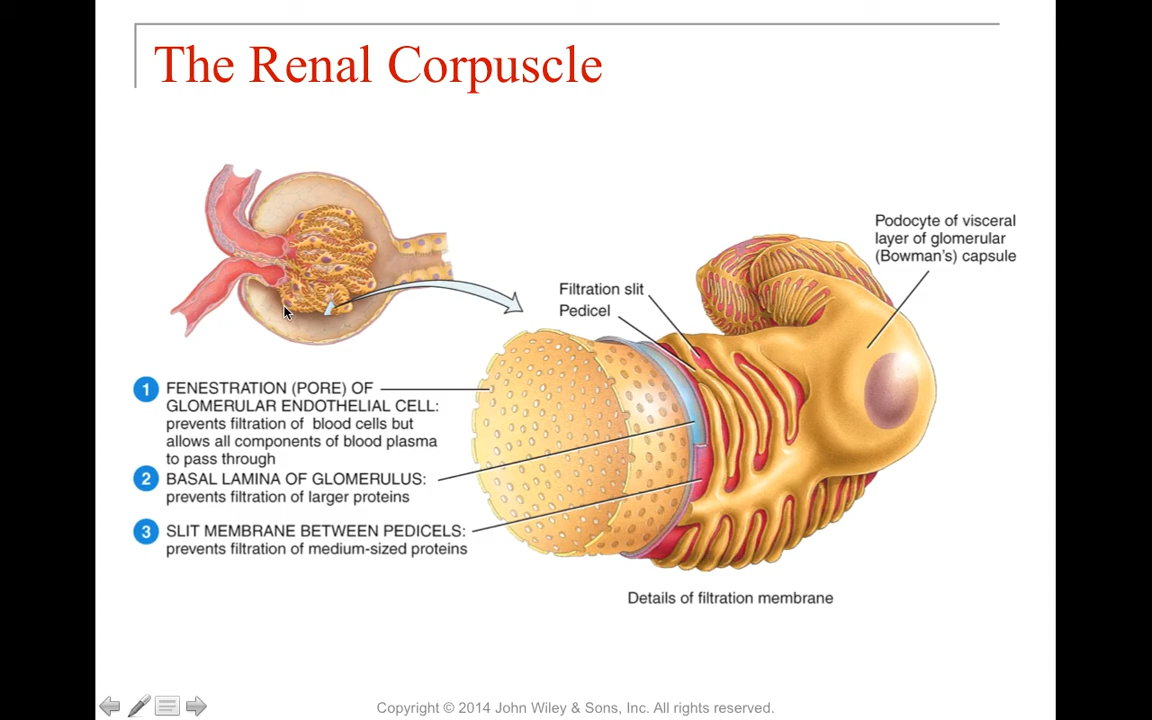 The Renal Corpuscle
Podocyte of visceral
layer of glomerular
(Bowman's) capsule
Filtration slit
Pedicel
1 FENESTRATION (PORE) OF
GLOMERULAR ENDOTHELIAL CELL:
prevents filtration of blood cells but
allows all components of blood plasma
to pass through
2 BASAL LAMINA OF GLOMERULUS:
prevents filtration of larger proteins
3 SLIT MEMBRANE BETWEEN PEDICELS:
prevents filtration of medium-sized proteins
Details of filtration membrane
Copyright © 2014 John Wiley & Sons, Inc. All rights reserved.